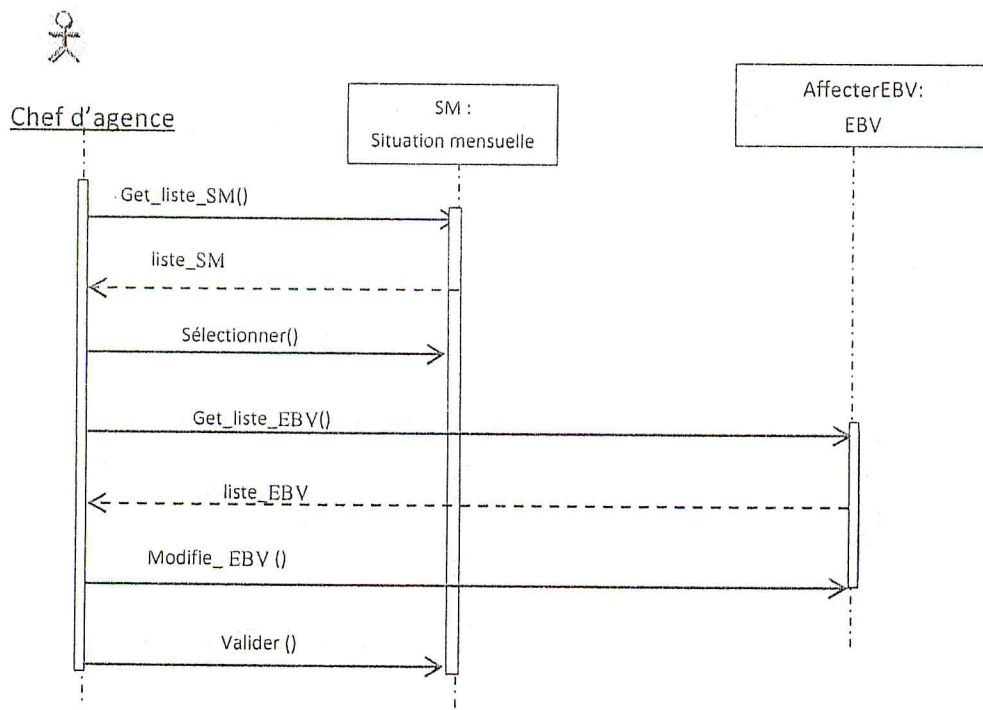 Chef d'agence
SM :
Situation mensuelle
AffecterEBV:
EBV
Get_liste_SM()
liste_SM
Sélectionner()
Get_liste_EBV()
liste_EBV
Modifie_ EBV ()
Valider ()